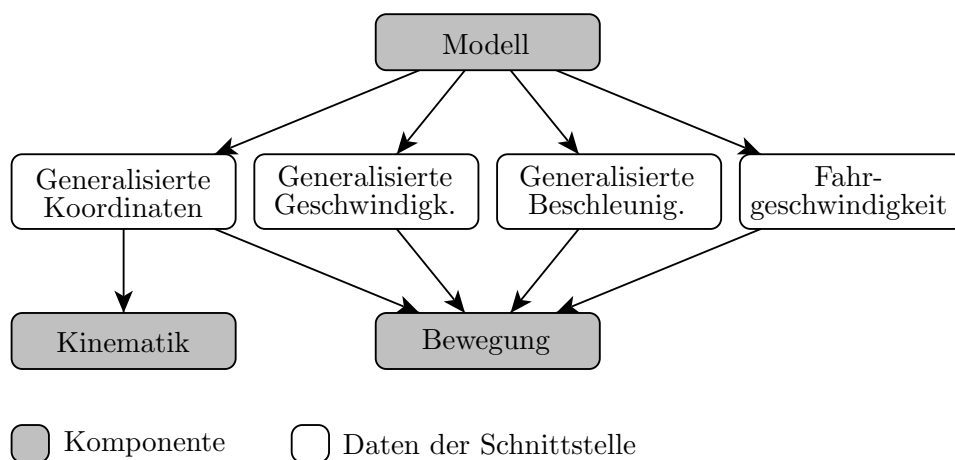 Modell
Generalisierte
Koordinaten
Generalisierte
Geschwindigk.
Generalisierte
Beschleunig.
Fahr-
geschwindigkeit
Kinematik
Bewegung
Komponente
Daten der Schnittstelle